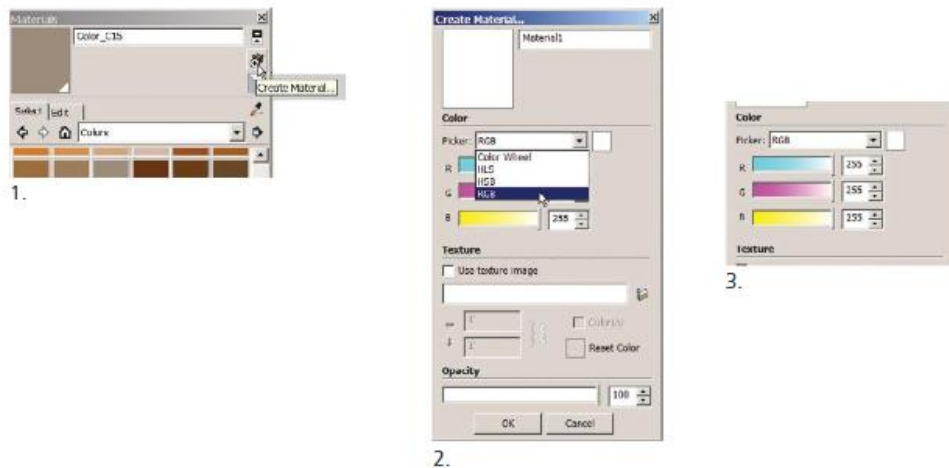 Materials
Color_C15
Create Material...
Select Edit
Colors
1.
Create Material...
Material1
Color
Picker: RGB
Color Wheel
HLS
HSB
RGB
R
G
B 255
Texture
Use texture image
1'
Colorize
1'
Reset Color
Opacity
100
OK Cancel
2.
Color
Picker: RGB
R 255
G 255
B 255
Texture
3.